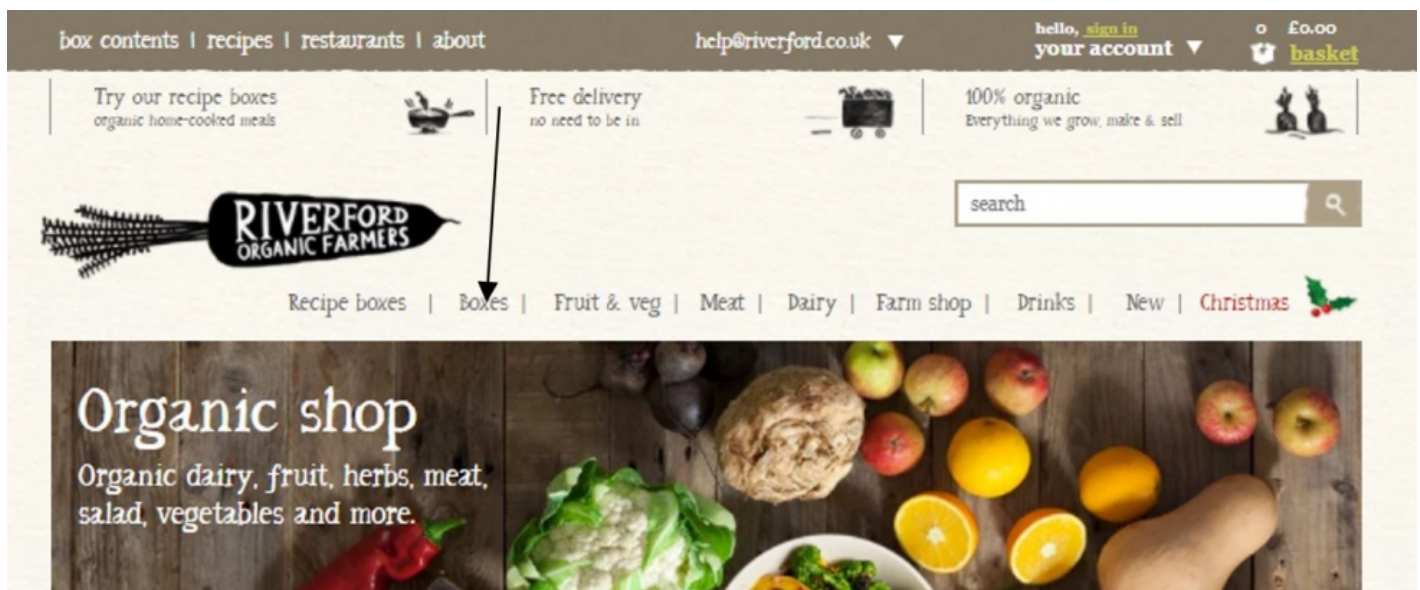 box contents | recipes | restaurants | about
help@riverford.co.uk
hello, sign in
your account
0 £0.00
basket
Try our recipe boxes
organic home-cooked meals
Free delivery
no need to be in
100% organic
Everything we grow, make & sell
RIVERFORD
ORGANIC FARMERS
search
Recipe boxes | Boxes | Fruit & veg | Meat | Dairy | Farm shop | Drinks | New | Christmas
Organic shop
Organic dairy, fruit, herbs, meat,
salad, vegetables and more.